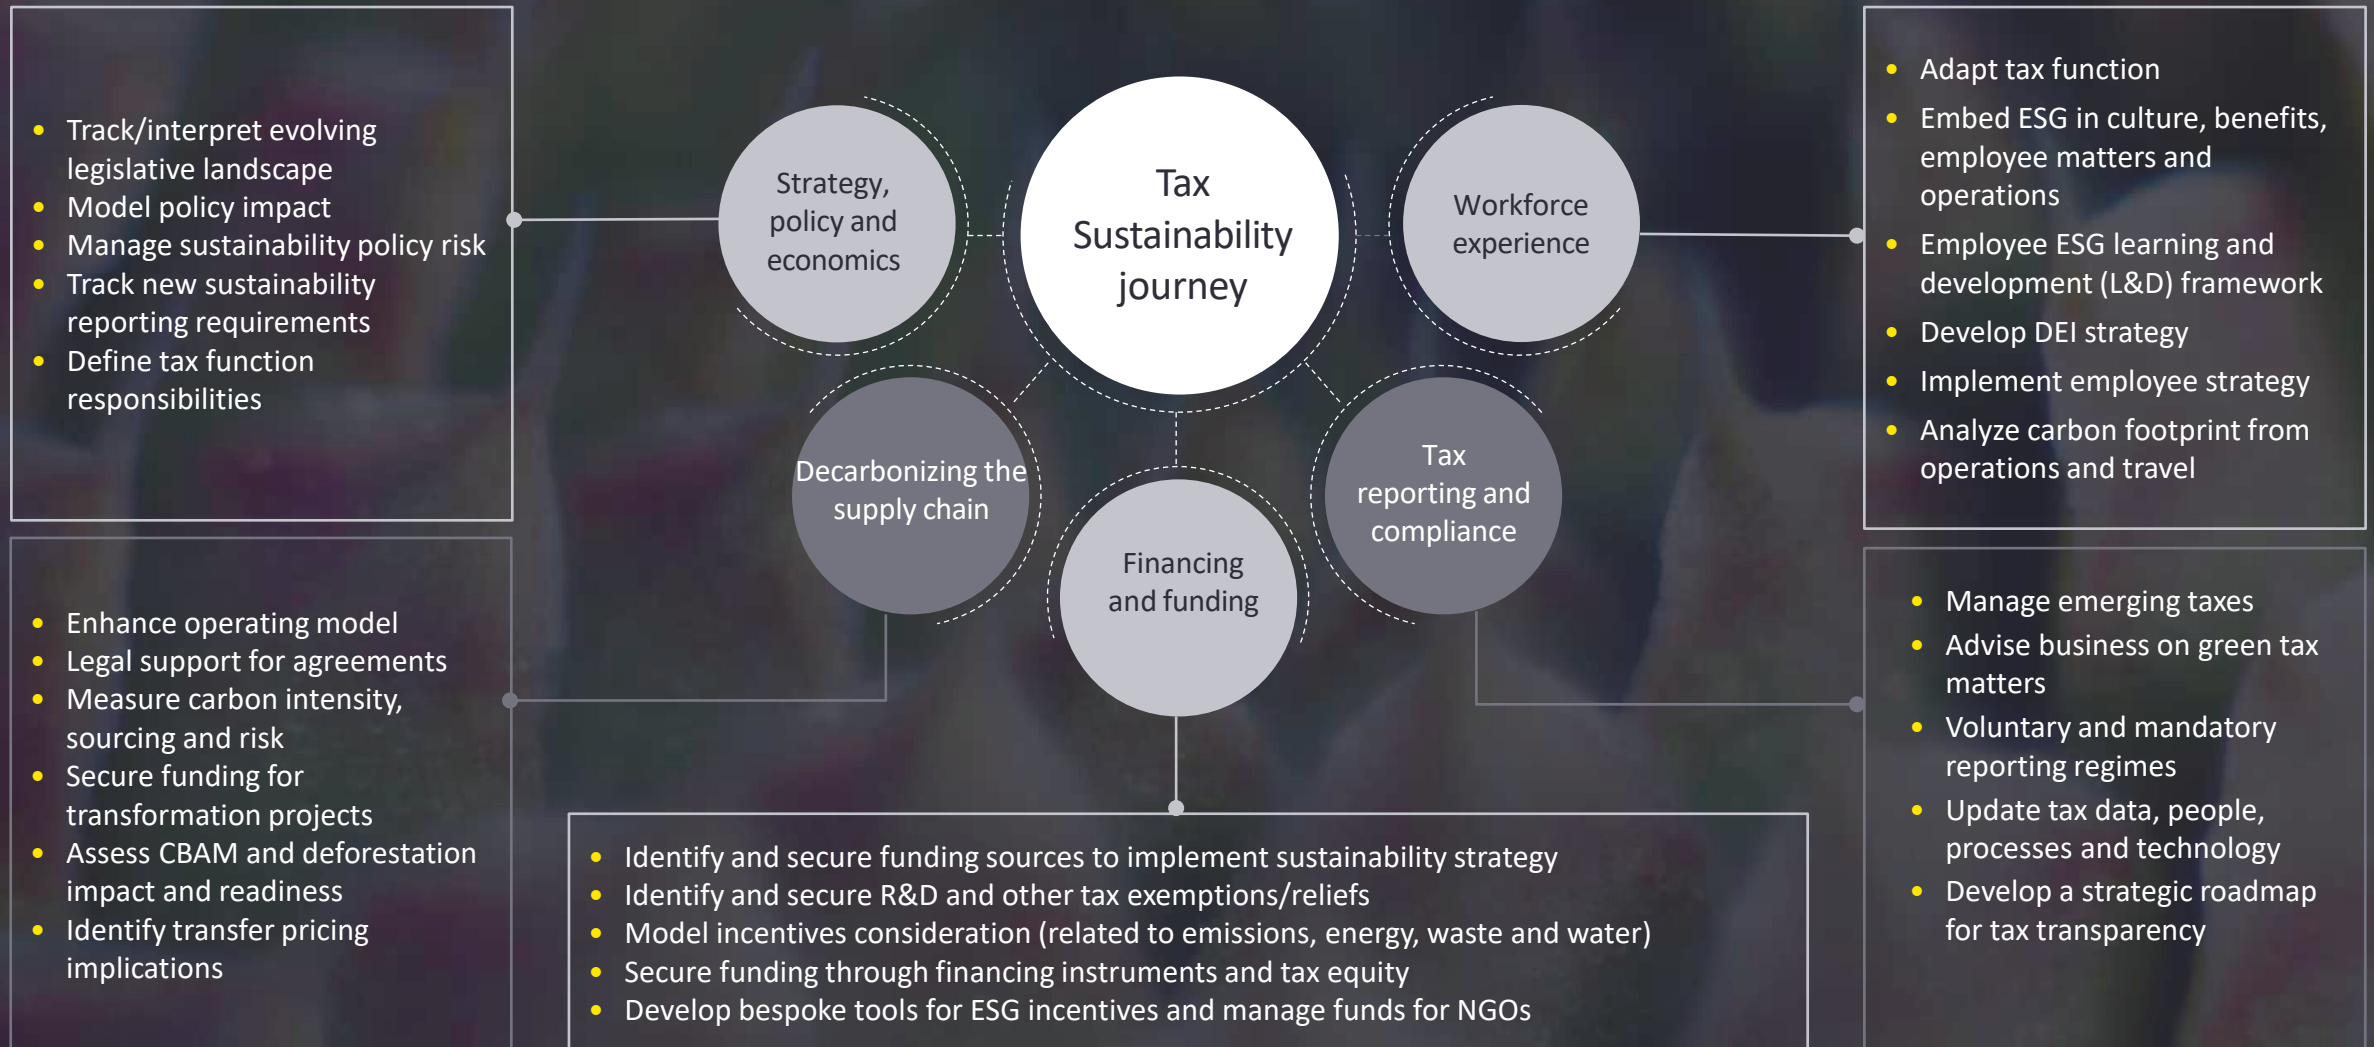 Tax
Sustainability
journey
Strategy,
policy and
economics
Track/interpret evolving
legislative landscape
Model policy impact
Manage sustainability policy risk
Track new sustainability
reporting requirements
Define tax function
responsibilities
Decarbonizing the
supply chain
Enhance operating model
Legal support for agreements
Measure carbon intensity,
sourcing and risk
Secure funding for
transformation projects
Assess CBAM and deforestation
impact and readiness
Identify transfer pricing
implications
Financing
and funding
Identify and secure funding sources to implement sustainability strategy
Identify and secure R&D and other tax exemptions/reliefs
Model incentives consideration (related to emissions, energy, waste and water)
Secure funding through financing instruments and tax equity
Develop bespoke tools for ESG incentives and manage funds for NGOs
Tax
reporting and
compliance
Manage emerging taxes
Advise business on green tax
matters
Voluntary and mandatory
reporting regimes
Update tax data, people,
processes and technology
Develop a strategic roadmap
for tax transparency
Workforce
experience
Adapt tax function
Embed ESG in culture, benefits,
employee matters and
operations
Employee ESG learning and
development (L&D) framework
Develop DEI strategy
Implement employee strategy
Analyze carbon footprint from
operations and travel